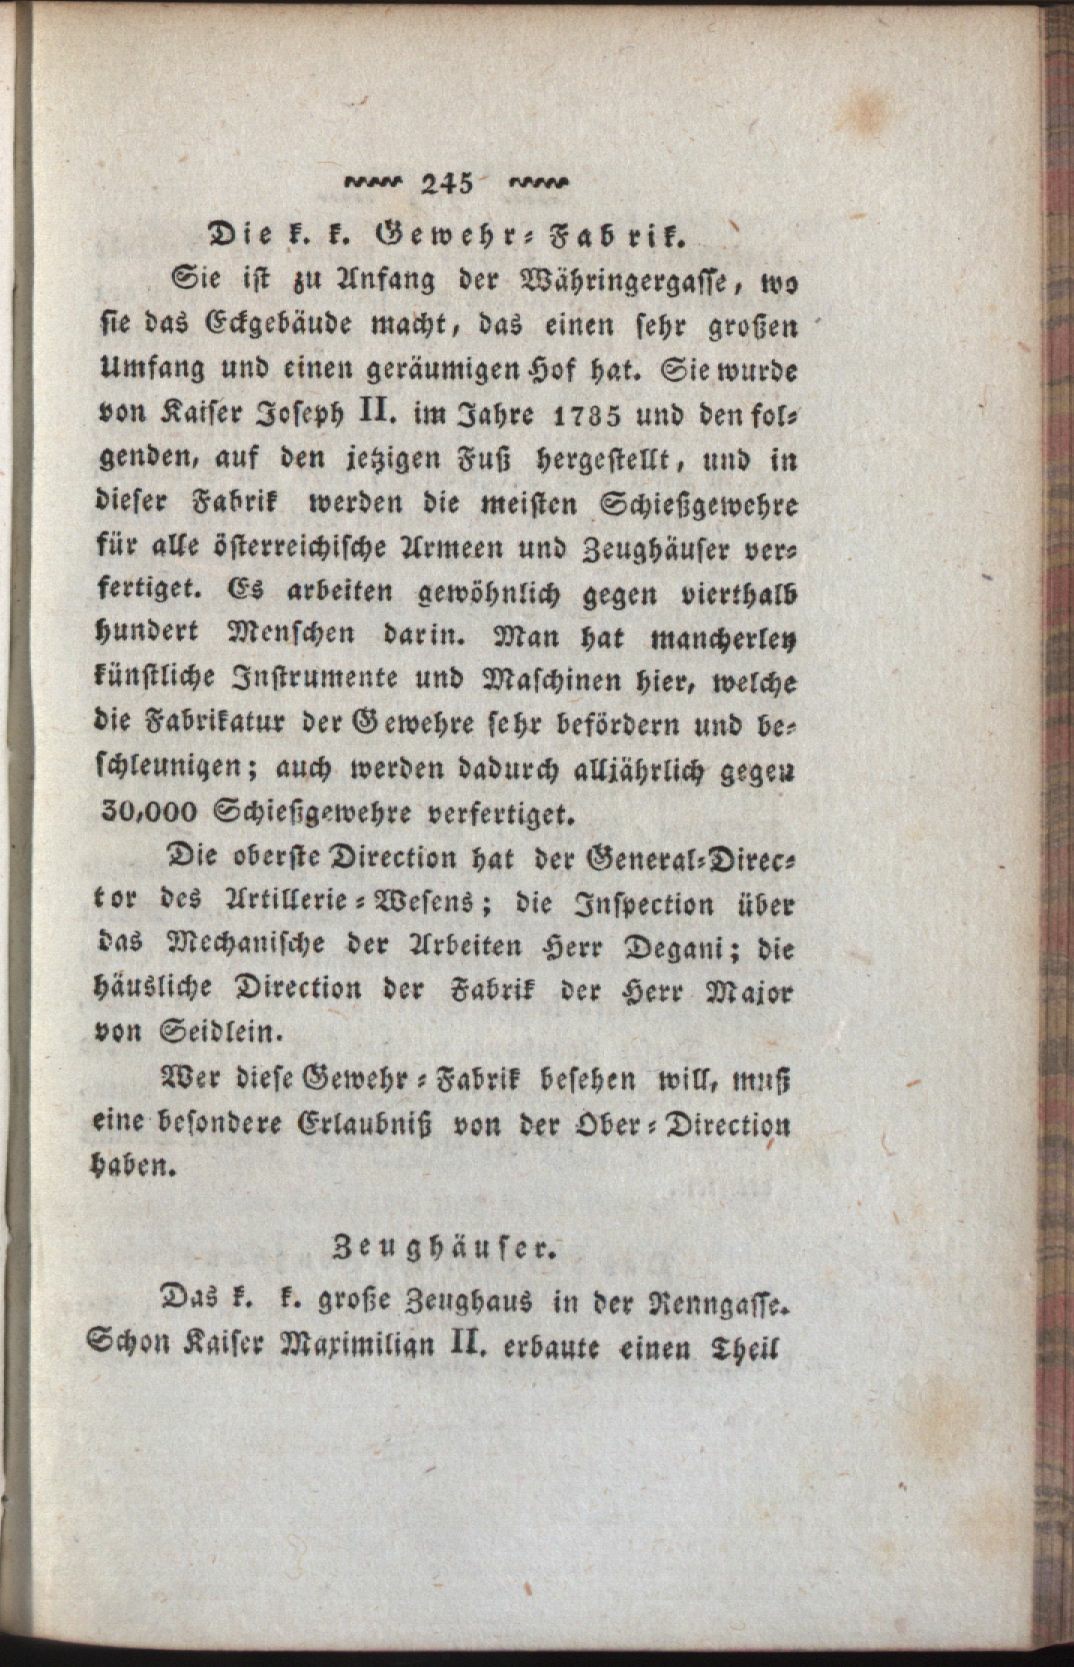 245
Die k. k. Gewehr-Fabrik.
Sie ist zu Anfang der Währingergasse, wo
sie das Eckgebäude macht, das einen sehr großen
Umfang und einen geräumigen Hof hat. Sie wurde
von Kaiser Joseph II. im Jahre 1785 und den fol-
genden, auf den jetzigen Fuß hergestellt, und in
dieser Fabrik werden die meisten Schießgewehre
für alle österreichische Armeen und Zeughäuser ver-
fertiget. Es arbeiten gewöhnlich gegen vierthalb
hundert Menschen darin. Man hat mancherley
künstliche Instrumente und Maschinen hier, welche
die Fabrikatur der Gewehre sehr befördern und be-
schleunigen; auch werden dadurch alljährlich gegen
30,000 Schießgewehre verfertiget.
Die oberste Direction hat der General-Direc-
tor des Artillerie-Wesens; die Inspection über
das Mechanische der Arbeiten Herr Degani; die
häusliche Direction der Fabrik der Herr Major
von Seidlein.
Wer diese Gewehr-Fabrik besehen will, muß
eine besondere Erlaubniß von der Ober-Direction
haben.
Zeughäuser.
Das k. k. große Zeughaus in der Renngasse.
Schon Kaiser Maximilian II. erbaute einen Theil